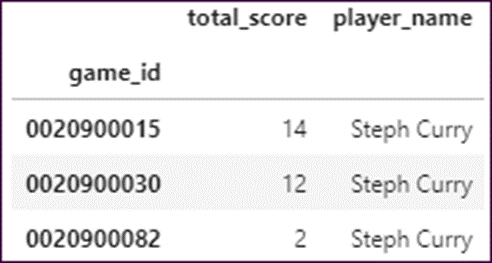 total_score player_name
game_id
0020900015 14 Steph Curry
0020900030 12 Steph Curry
0020900082 2 Steph Curry